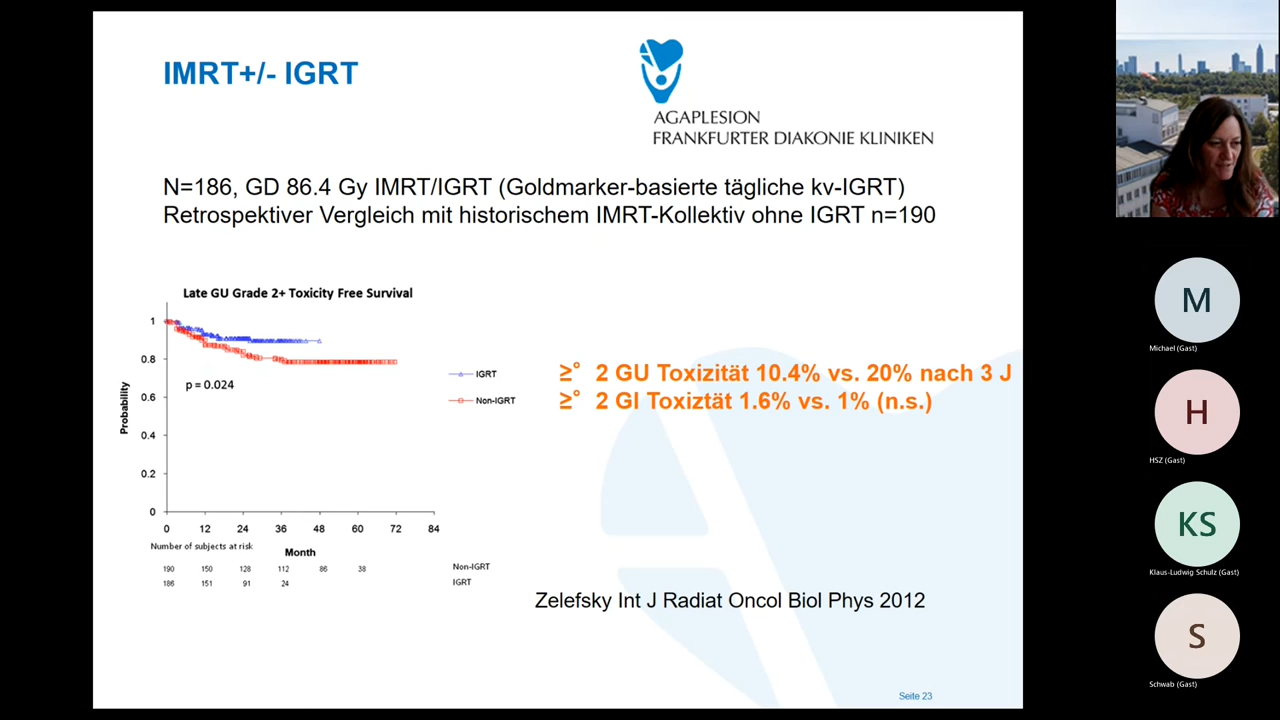 IMRT+/- IGRT
AGAPLESION
FRANKFURTER DIAKONIE KLINIKEN
N=186, GD 86.4 Gy IMRT/IGRT (Goldmarker-basierte tägliche kv-IGRT)
Retrospektiver Vergleich mit historischem IMRT-Kollektiv ohne IGRT n=190
Late GU Grade 2+ Toxicity Free Survival
1
0.8
0.6
0.4
0.2
0
Probability
p = 0.024
IGRT
Non-IGRT
0 12 24 36 48 60 72 84
Number of subjects at risk
Month
190 150 128 112 86 38 Non-IGRT
186 151 91 24 IGRT
≥° 2 GU Toxizität 10.4% vs. 20% nach 3 J
≥° 2 GI Toxiztät 1.6% vs. 1% (n.s.)
Zelefsky Int J Radiat Oncol Biol Phys 2012
Seite 23
M
Michael (Gast)
H
HSZ (Gast)
KS
Klaus-Ludwig Schulz (Gast)
S
Schwab (Gast)